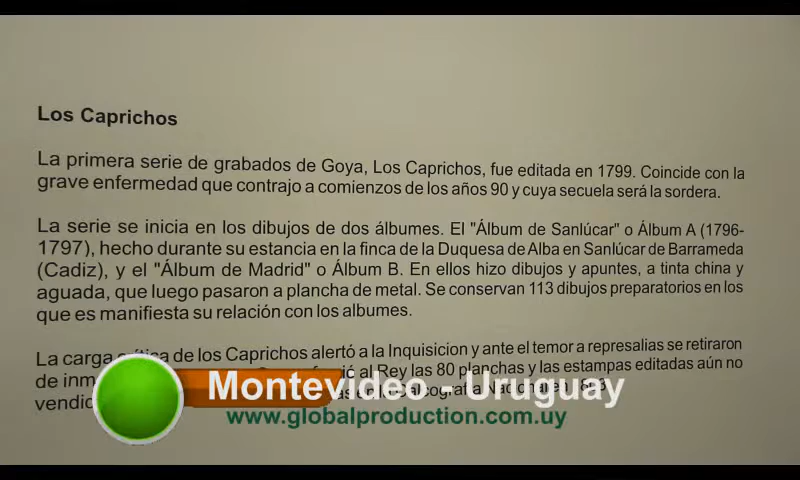 Los Caprichos
La primera serie de grabados de Goya, Los Caprichos, fue editada en 1799. Coincide con la
grave enfermedad que contrajo a comienzos de los años 90 y cuya secuela será la sordera.
La serie se inicia en los dibujos de dos álbumes. El "Álbum de Sanlúcar" o Álbum A (1796-
1797), hecho durante su estancia en la finca de la Duquesa de Alba en Sanlúcar de Barrameda
(Cadiz), y el "Álbum de Madrid" o Álbum B. En ellos hizo dibujos y apuntes, a tinta china y
aguada, que luego pasaron a plancha de metal. Se conservan 113 dibujos preparatorios en los
que es manifiesta su relación con los albumes.
La carga crítica de los Caprichos alertó a la Inquisicion y ante el temor a represalias se retiraron
de al Rey las 80 planchas y las estampas editadas aún no
en la
Montevideo - Uruguay
www.globalproduction.com.uy